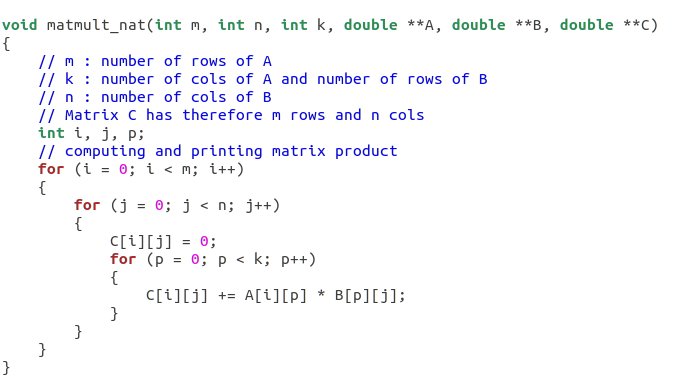 void matmult_nat(int m, int n, int k, double **A, double **B, double **C)
{
    // m : number of rows of A
    // k : number of cols of A and number of rows of B
    // n : number of cols of B
    // Matrix C has therefore m rows and n cols
    int i, j, p;
    // computing and printing matrix product
    for (i = 0; i < m; i++)
    {
        for (j = 0; j < n; j++)
        {
            C[i][j] = 0;
            for (p = 0; p < k; p++)
            {
                C[i][j] += A[i][p] * B[p][j];
            }
        }
    }
}